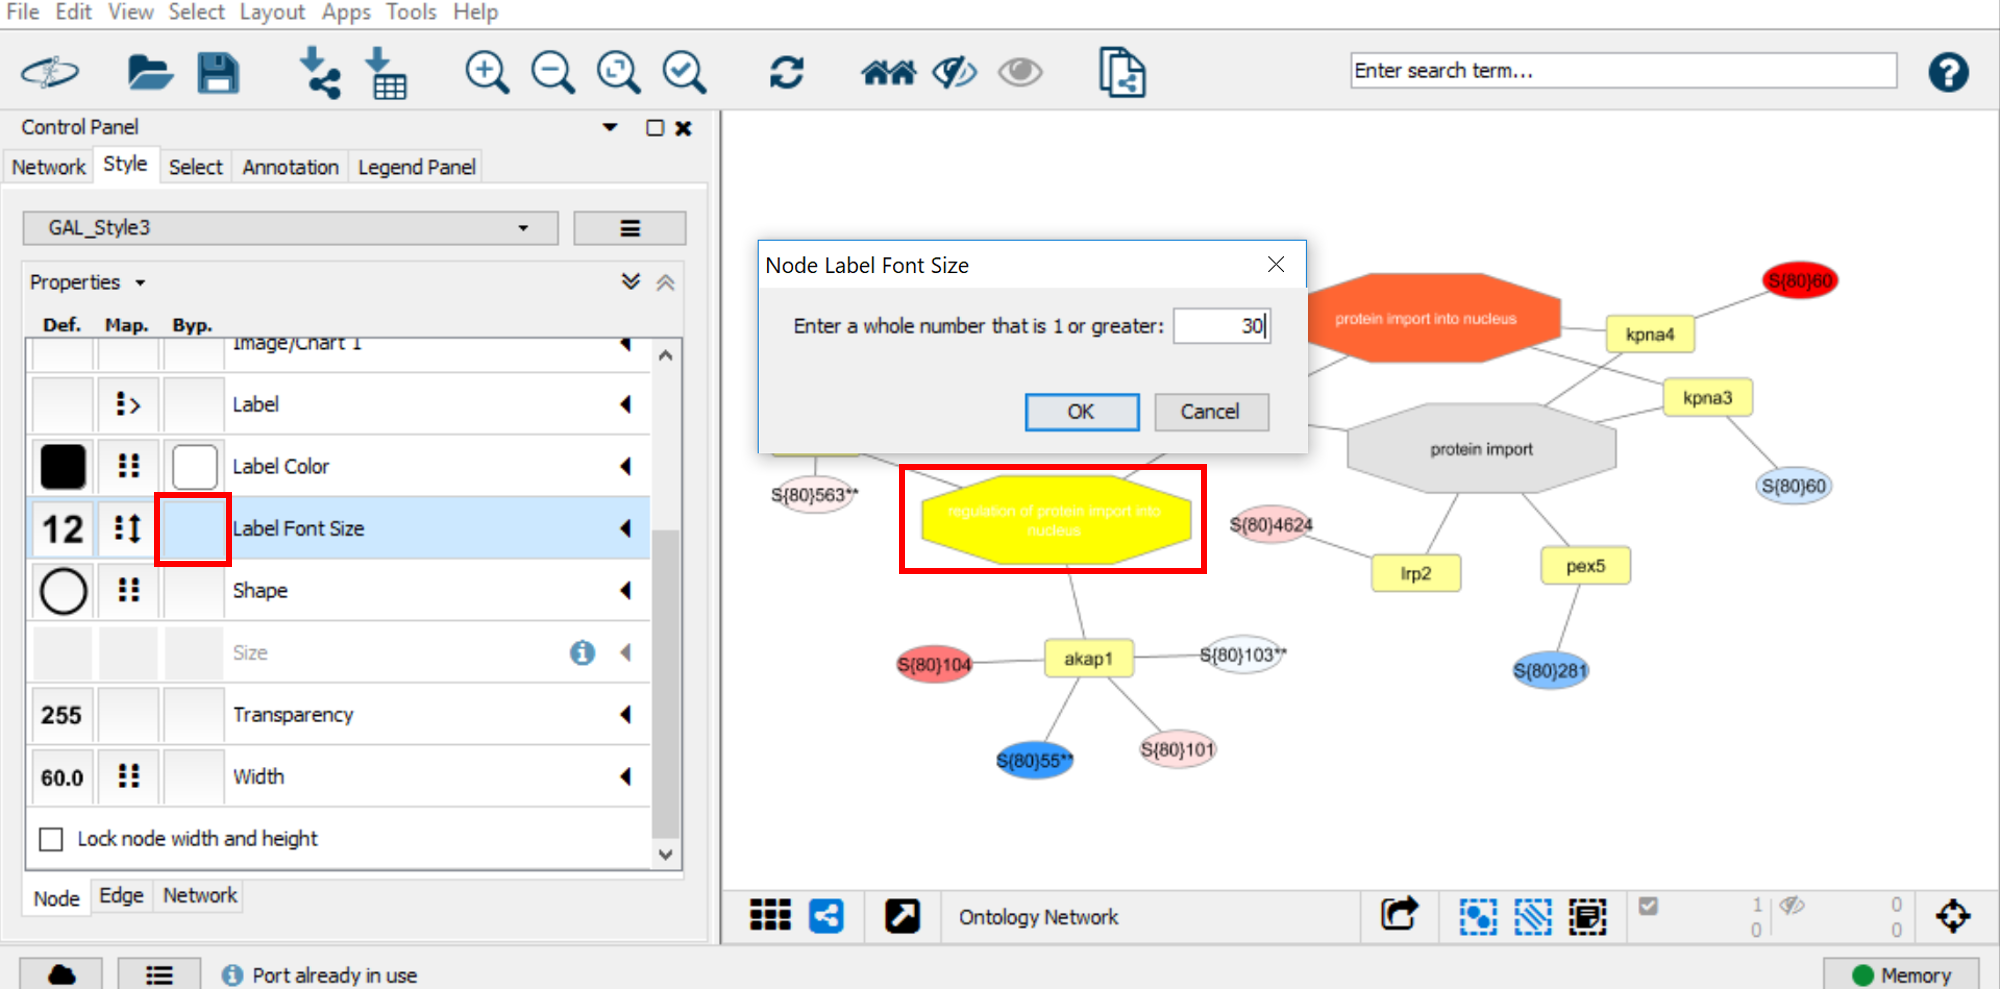 File Edit View Select Layout Apps Tools Help
Enter search term...
Control Panel
Network Style Select Annotation Legend Panel
GAL_Style3
Properties
Def. Map. Byp.
Image/Chart 1
Label
Label Color
12 Label Font Size
Shape
Size
255 Transparency
60.0 Width
Lock node width and height
Node Edge Network
Node Label Font Size
Enter a whole number that is 1 or greater: 30
OK Cancel
protein import into nucleus
S{80}60
kpna4
kpna3
protein import
S{80}60
S{80}563**
regulation of protein import into
nucleus
S{80}4624
lrp2
pex5
S{80}281
S{80}104
akap1
S{80}103**
S{80}55**
S{80}101
Ontology Network
1 0
0 0
Port already in use
Memory